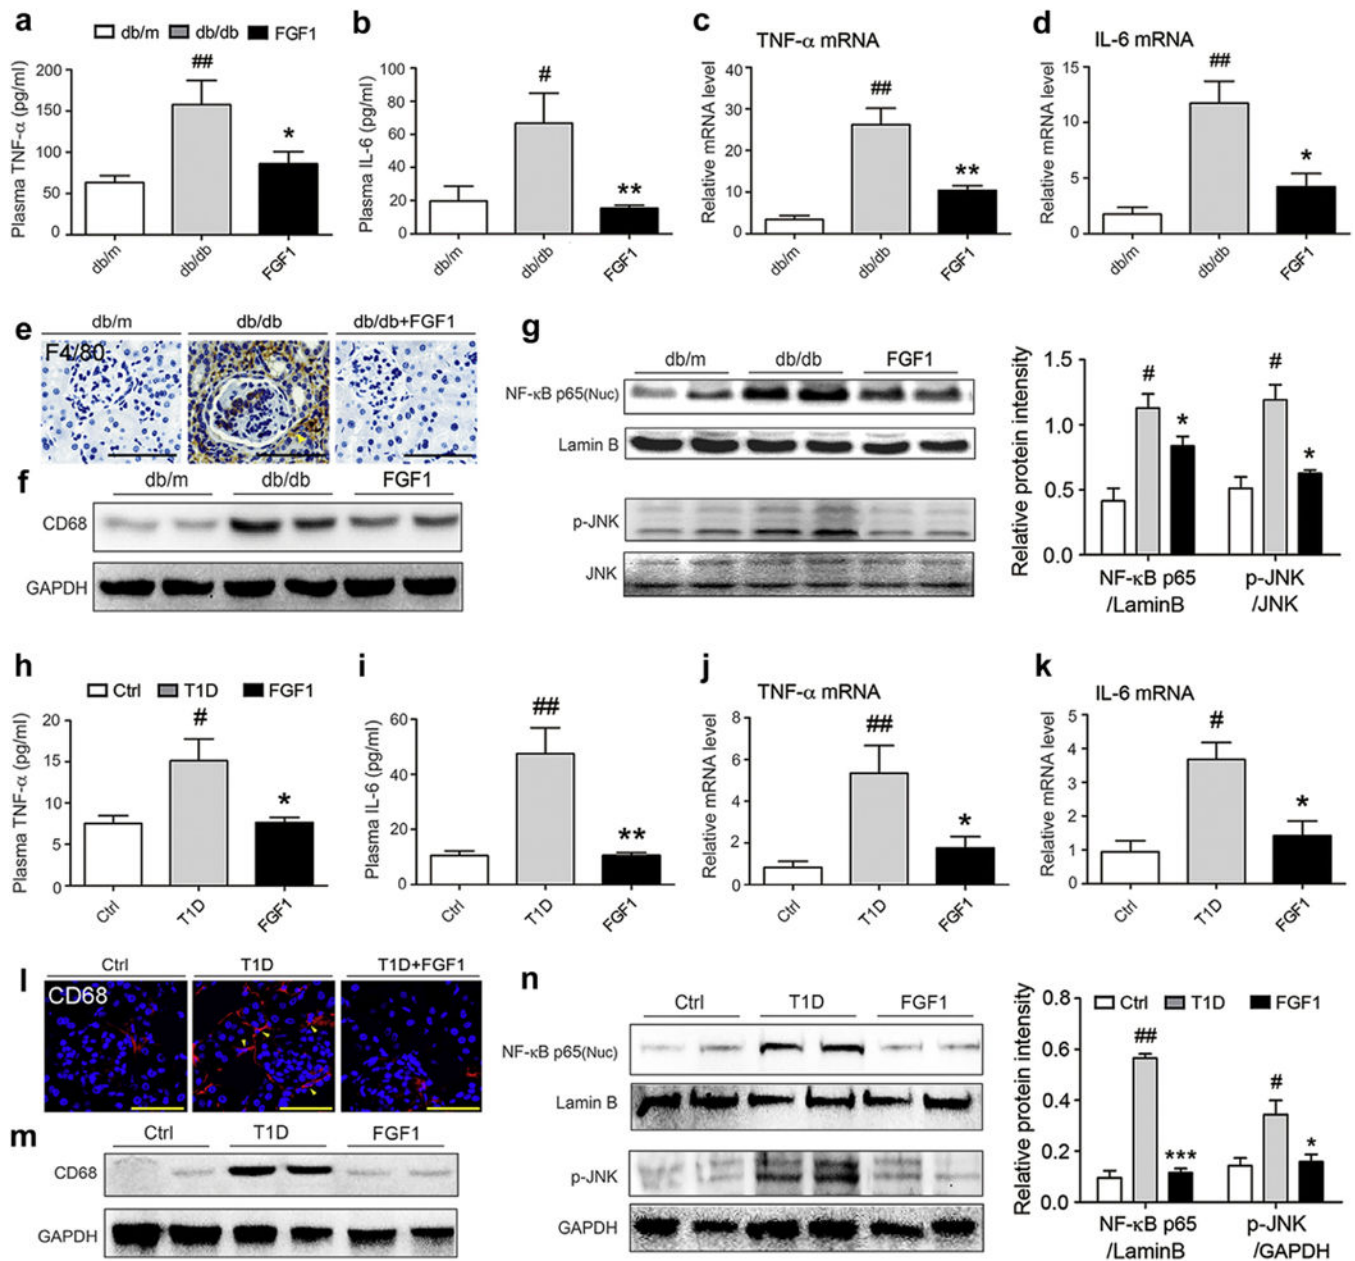 a
db/m db/db FGF1
Plasma TNF-α (pg/ml)
200
150
100
50
0
##
*
db/m
db/db
FGF1
b
Plasma IL-6 (pg/ml)
100
80
60
40
20
0
#
**
db/m
db/db
FGF1
c
TNF-α mRNA
Relative mRNA level
40
30
20
10
0
##
**
db/m
db/db
FGF1
d
IL-6 mRNA
Relative mRNA level
15
10
5
0
##
*
db/m
db/db
FGF1
e
db/m db/db db/db+FGF1
F4/80
f
db/m db/db FGF1
CD68
GAPDH
g
db/m db/db FGF1
NF-κB p65(Nuc)
Lamin B
p-JNK
JNK
Relative protein intensity
1.5
1.0
0.5
0.0
#
*
#
*
NF-κB p65
/LaminB
p-JNK
/JNK
h
Ctrl T1D FGF1
Plasma TNF-α (pg/ml)
20
15
10
5
0
#
*
Ctrl
T1D
FGF1
i
Plasma IL-6 (pg/ml)
60
40
20
0
##
**
Ctrl
T1D
FGF1
j
TNF-α mRNA
Relative mRNA level
8
6
4
2
0
##
*
Ctrl
T1D
FGF1
k
IL-6 mRNA
Relative mRNA level
5
4
3
2
1
0
#
*
Ctrl
T1D
FGF1
l
Ctrl T1D T1D+FGF1
CD68
m
Ctrl T1D FGF1
CD68
GAPDH
n
Ctrl T1D FGF1
NF-κB p65(Nuc)
Lamin B
p-JNK
GAPDH
Relative protein intensity
Ctrl T1D FGF1
0.8
0.6
0.4
0.2
0.0
##
***
#
*
NF-κB p65
/LaminB
p-JNK
/GAPDH